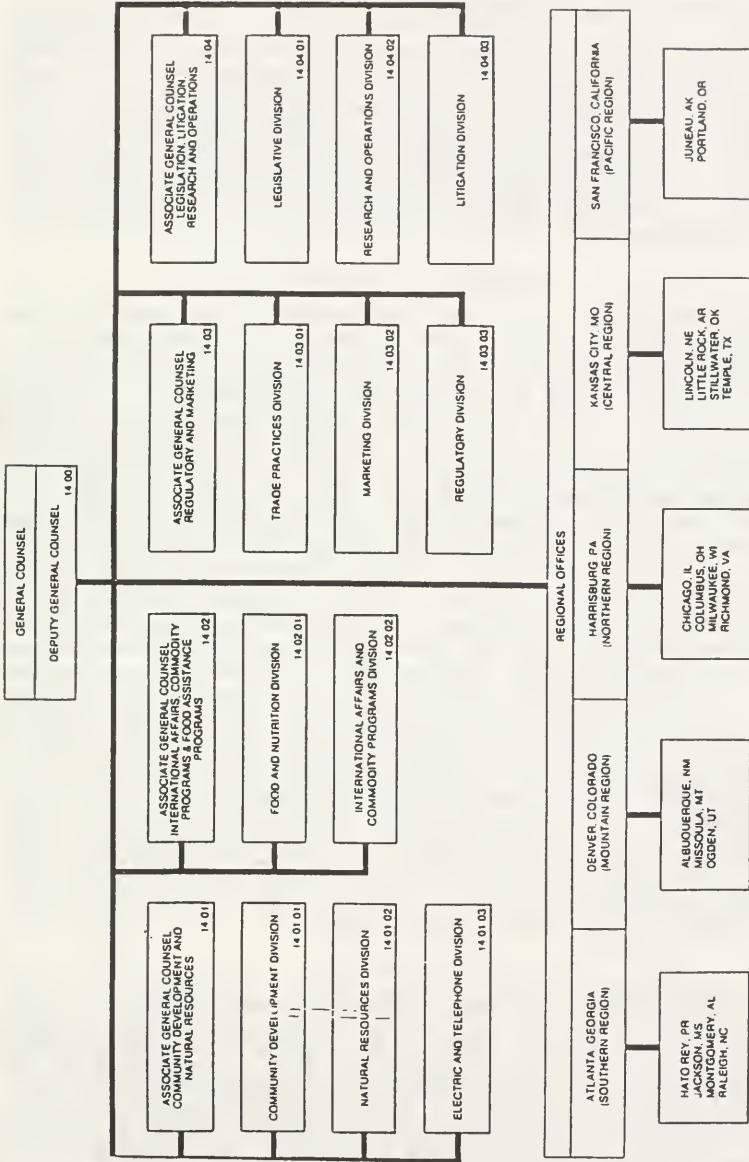 GENERAL COUNSEL
DEPUTY GENERAL COUNSEL
14 00
ASSOCIATE GENERAL COUNSEL
COMMUNITY DEVELOPMENT AND
NATURAL RESOURCES
14 01
COMMUNITY DEVELOPMENT DIVISION
14 01 01
NATURAL RESOURCES DIVISION
14 01 02
ELECTRIC AND TELEPHONE DIVISION
14 01 03
ASSOCIATE GENERAL COUNSEL
INTERNATIONAL AFFAIRS, COMMODITY
PROGRAMS & FOOD ASSISTANCE
PROGRAMS
14 02
FOOD AND NUTRITION DIVISION
14 02 01
INTERNATIONAL AFFAIRS AND
COMMODITY PROGRAMS DIVISION
14 02 02
ASSOCIATE GENERAL COUNSEL
REGULATORY AND MARKETING
14 03
TRADE PRACTICES DIVISION
14 03 01
MARKETING DIVISION
14 03 02
REGULATORY DIVISION
14 03 03
ASSOCIATE GENERAL COUNSEL
LEGISLATION, LITIGATION,
RESEARCH AND OPERATIONS
14 04
LEGISLATIVE DIVISION
14 04 01
RESEARCH AND OPERATIONS DIVISION
14 04 02
LITIGATION DIVISION
14 04 03
REGIONAL OFFICES
ATLANTA GEORGIA
(SOUTHERN REGION)
HATO REY, PR
JACKSON, MS
MONTGOMERY, AL
RALEIGH, NC
DENVER, COLORADO
(MOUNTAIN REGION)
ALBUQUERQUE, NM
MISSOULA, MT
OGDEN, UT
HARRISBURG PA
(NORTHERN REGION)
CHICAGO, IL
COLUMBUS, OH
MILWAUKEE, WI
RICHMOND, VA
KANSAS CITY, MO
(CENTRAL REGION)
LINCOLN, NE
LITTLE ROCK, AR
STILLWATER, OK
TEMPLE, TX
SAN FRANCISCO, CALIFORNIA
(PACIFIC REGION)
JUNEAU, AK
PORTLAND, OR